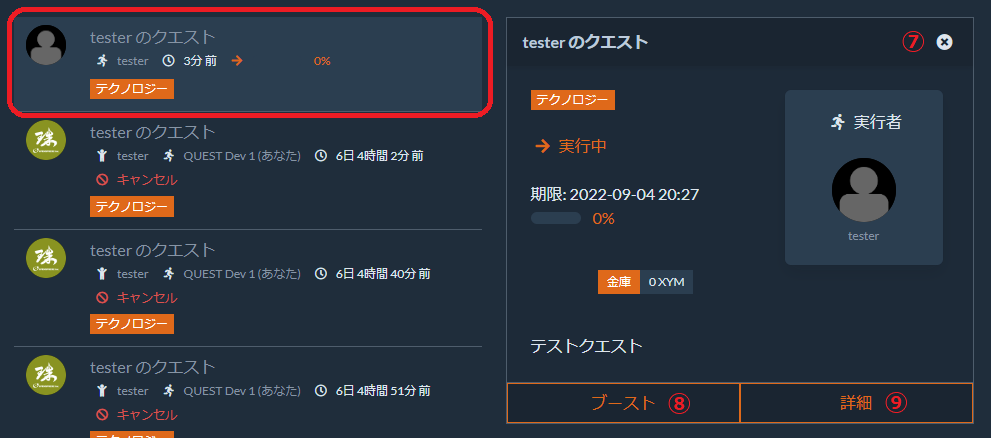 tester のクエスト
tester 3分 前 0%
テクノロジー
tester のクエスト
tester QUEST Dev 1 (あなた) 6日 4時間 2分 前
キャンセル
テクノロジー
tester のクエスト
tester QUEST Dev 1 (あなた) 6日 4時間 40分 前
キャンセル
テクノロジー
tester のクエスト
tester QUEST Dev 1 (あなた) 6日 4時間 51分 前
キャンセル
テクノロジー
tester のクエスト ⑦
テクノロジー
実行中
期限: 2022-09-04 20:27
0%
実行者
tester
金庫 0 XYM
テストクエスト
ブースト ⑧
詳細 ⑨